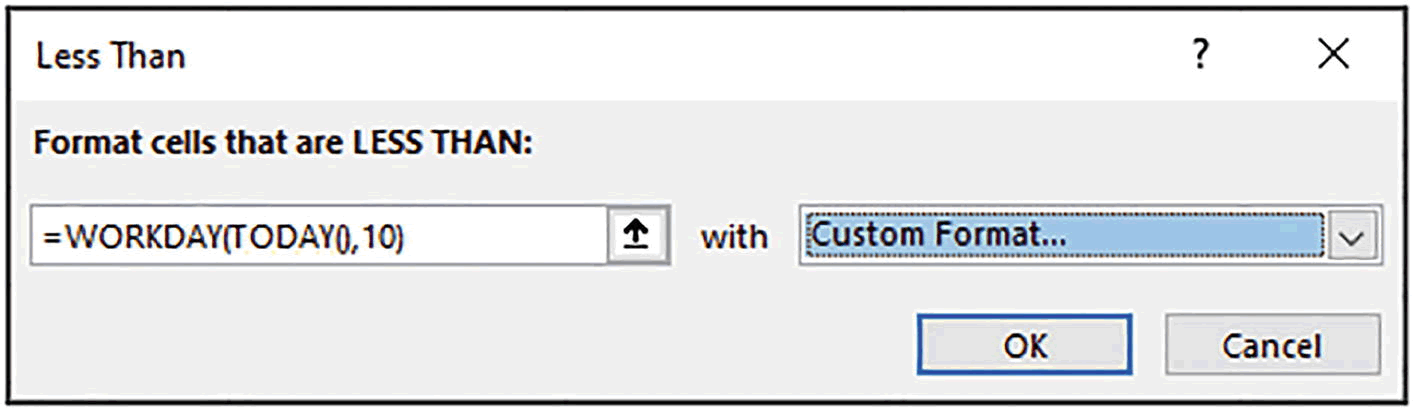 Less Than ?
Format cells that are LESS THAN:
=WORKDAY(TODAY(),10) with Custom Format...
OK Cancel